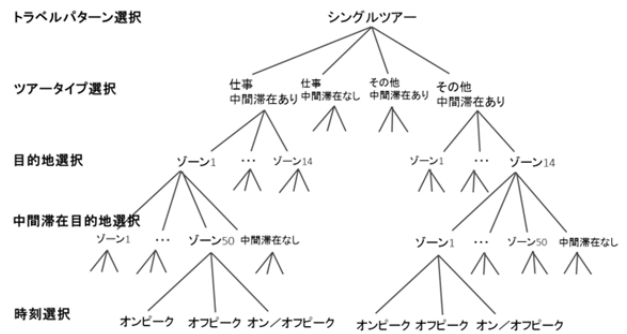 トラベルパターン選択
シングルツアー
ツアータイプ選択
仕事
中間滞在あり
仕事
中間滞在なし
その他
中間滞在あり
その他
中間滞在あり
目的地選択
ゾーン1
…
ゾーン14
ゾーン1
…
ゾーン14
中間滞在目的地選択
ゾーン1
…
ゾーン50
中間滞在なし
ゾーン1
…
ゾーン50
中間滞在なし
時刻選択
オンピーク
オフピーク
オン／オフピーク
オンピーク
オフピーク
オン／オフピーク